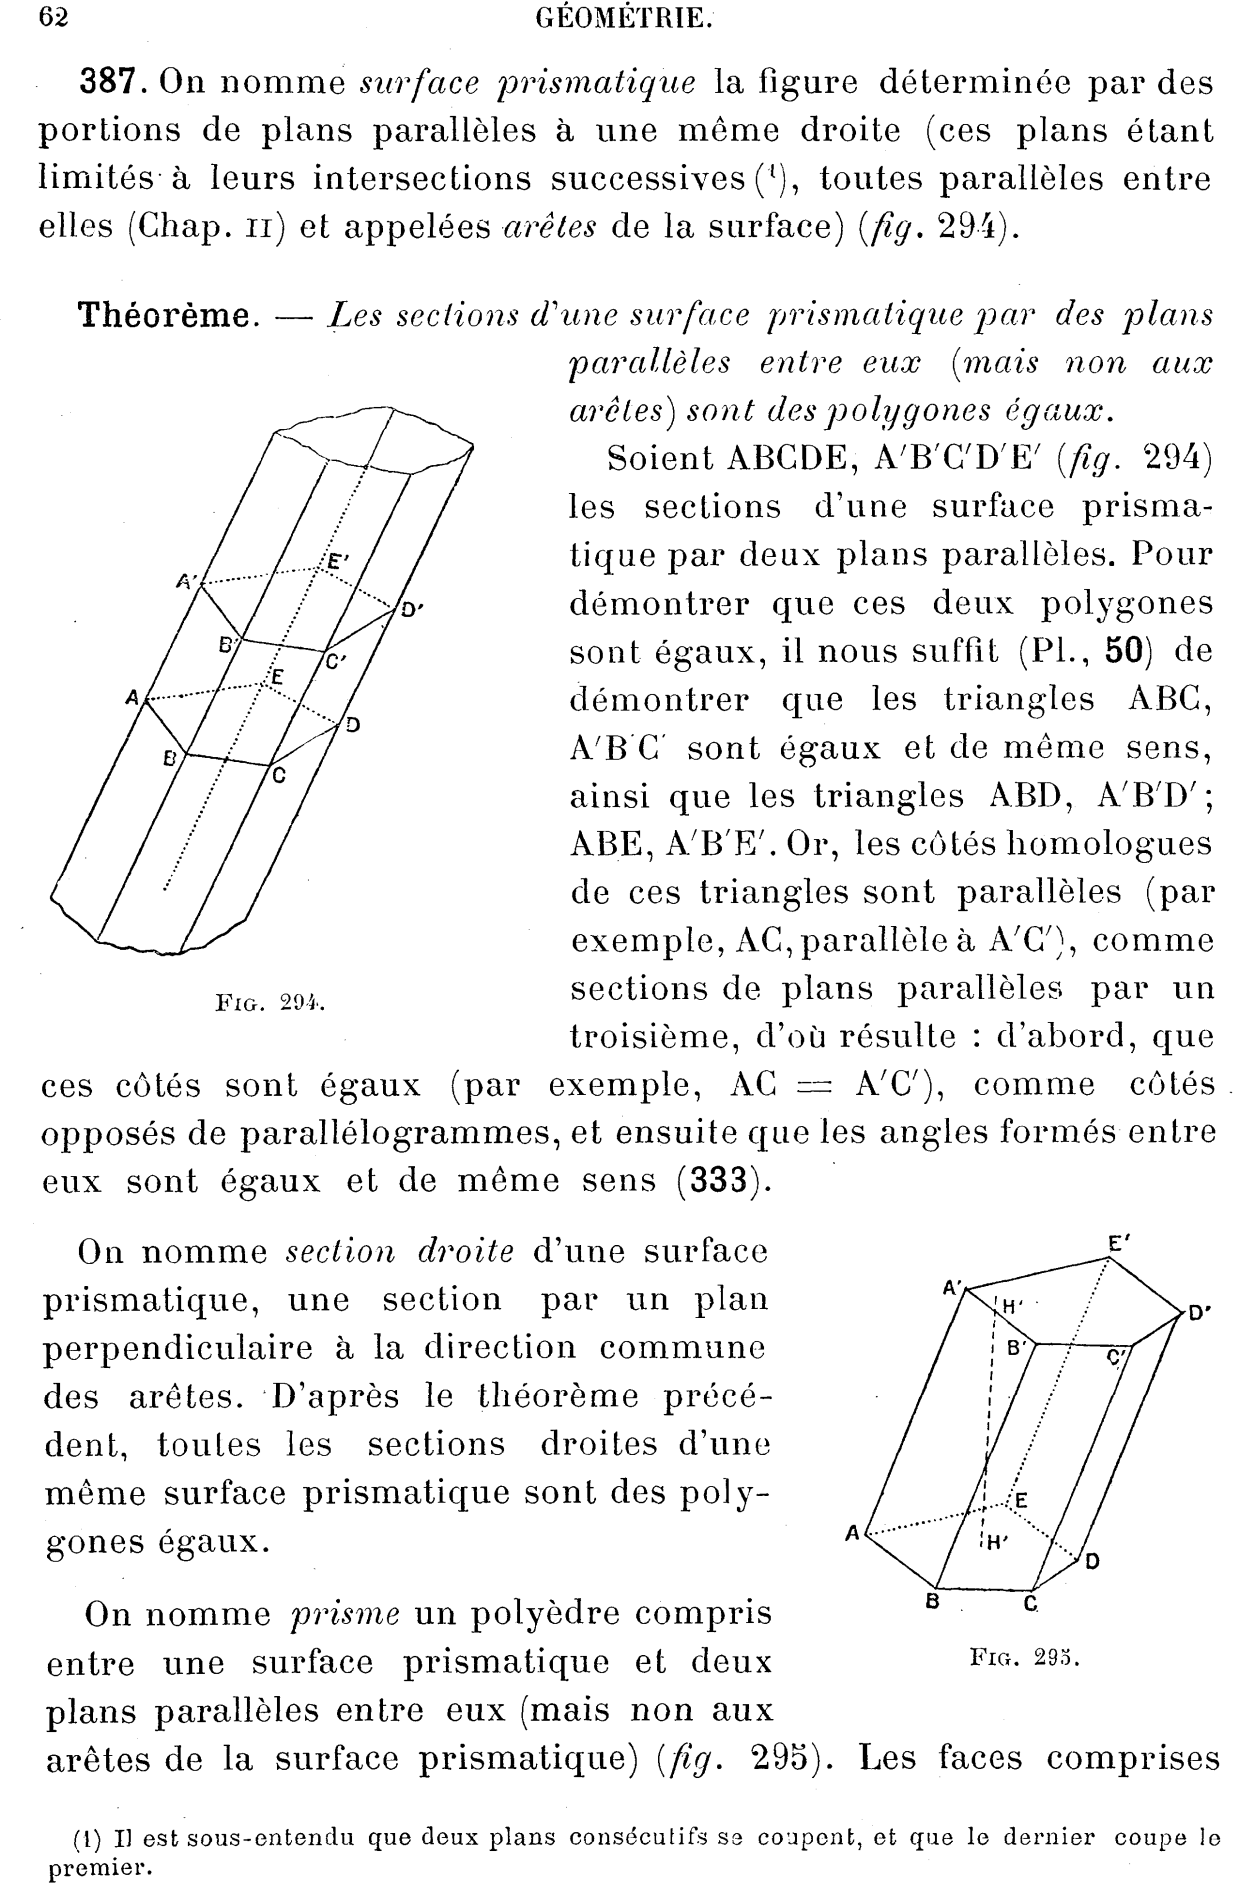 62
GÉOMÉTRIE.
387. On nomme surface prismatique la figure déterminée par des
portions de plans parallèles à une même droite (ces plans étant
limités à leurs intersections successives (1), toutes parallèles entre
elles (Chap. II) et appelées arêtes de la surface) (fig. 294).
Théorème. — Les sections d'une surface prismatique par des plans
parallèles entre eux (mais non aux
arêtes) sont des polygones égaux.
Soient ABCDE, A′B′C′D′E′ (fig. 294)
les sections d'une surface prisma-
tique par deux plans parallèles. Pour
démontrer que ces deux polygones
sont égaux, il nous suffit (Pl., 50) de
démontrer que les triangles ABC,
A′B′C′ sont égaux et de même sens,
ainsi que les triangles ABD, A′B′D′;
ABE, A′B′E′. Or, les côtés homologues
de ces triangles sont parallèles (par
exemple, AC, parallèle à A′C′), comme
sections de plans parallèles par un
troisième, d'où résulte : d'abord, que
A′
E′
D′
B′
C′
A
E
D
B
C
FIG. 294.
ces côtés sont égaux (par exemple, AC = A′C′), comme côtés
opposés de parallélogrammes, et ensuite que les angles formés entre
eux sont égaux et de même sens (333).
On nomme section droite d'une surface
prismatique, une section par un plan
perpendiculaire à la direction commune
des arêtes. D'après le théorème précé-
dent, toutes les sections droites d'une
même surface prismatique sont des poly-
gones égaux.
On nomme prisme un polyèdre compris
entre une surface prismatique et deux
plans parallèles entre eux (mais non aux
E′
A′
H′
D′
B′
C′
E
A
H′
D
B
C
FIG. 295.
arêtes de la surface prismatique) (fig. 295). Les faces comprises
(1) Il est sous-entendu que deux plans consécutifs se coupent, et que le dernier coupe le
premier.